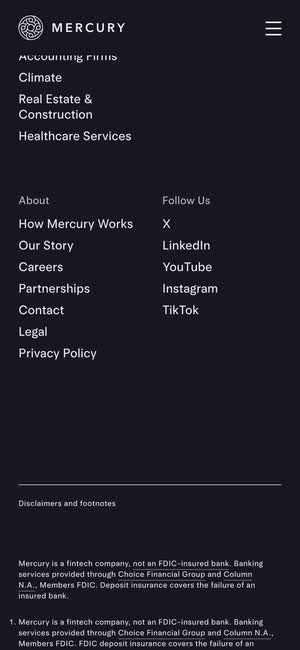 MERCURY
Accounting Firms
Climate
Real Estate &
Construction
Healthcare Services
About
How Mercury Works
Our Story
Careers
Partnerships
Contact
Legal
Privacy Policy
Follow Us
X
LinkedIn
YouTube
Instagram
TikTok
Disclaimers and footnotes
Mercury is a fintech company, not an FDIC-insured bank. Banking
services provided through Choice Financial Group and Column
N.A., Members FDIC. Deposit insurance covers the failure of an
insured bank.
1. Mercury is a fintech company, not an FDIC-insured bank. Banking
services provided through Choice Financial Group and Column N.A.,
Members FDIC. FDIC deposit insurance covers the failure of an